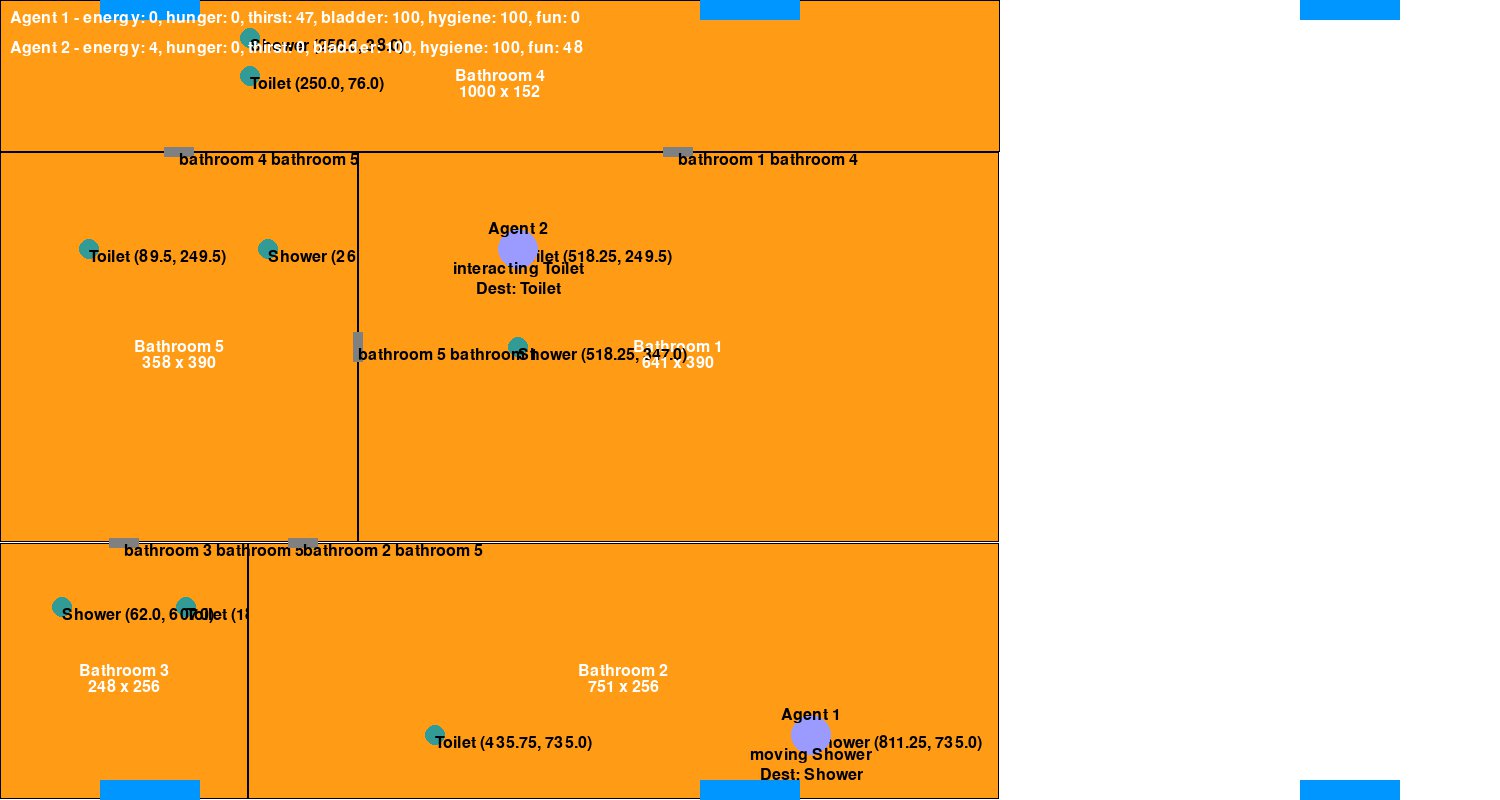 Agent 1 - energy: 0, hunger: 0, thirst: 47, bladder: 100, hygiene: 100, fun: 0
Agent 2 - energy: 4, hunger: 0, thirst: 0, bladder: 100, hygiene: 100, fun: 48
Shower (250.0, 38.0)
Toilet (250.0, 76.0)
Bathroom 4
1000 x 152
bathroom 4 bathroom 5
bathroom 1 bathroom 4
Agent 2
Toilet (89.5, 249.5)
Shower (26
ilet (518.25, 249.5)
interacting Toilet
Dest: Toilet
Bathroom 5
358 x 390
bathroom 5 bathroom 1
Shower (518.25, 347.0)
Bathroom 1
641 x 390
bathroom 3 bathroom 5
bathroom 2 bathroom 5
Shower (62.0, 607.0)
Toilet (18
Bathroom 3
248 x 256
Bathroom 2
751 x 256
Agent 1
Toilet (435.75, 735.0)
hower (811.25, 735.0)
moving Shower
Dest: Shower